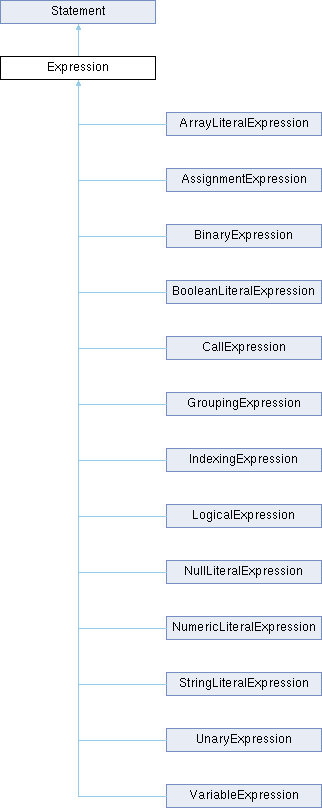 Statement
Expression
ArrayLiteralExpression
AssignmentExpression
BinaryExpression
BooleanLiteralExpression
CallExpression
GroupingExpression
IndexingExpression
LogicalExpression
NullLiteralExpression
NumericLiteralExpression
StringLiteralExpression
UnaryExpression
VariableExpression